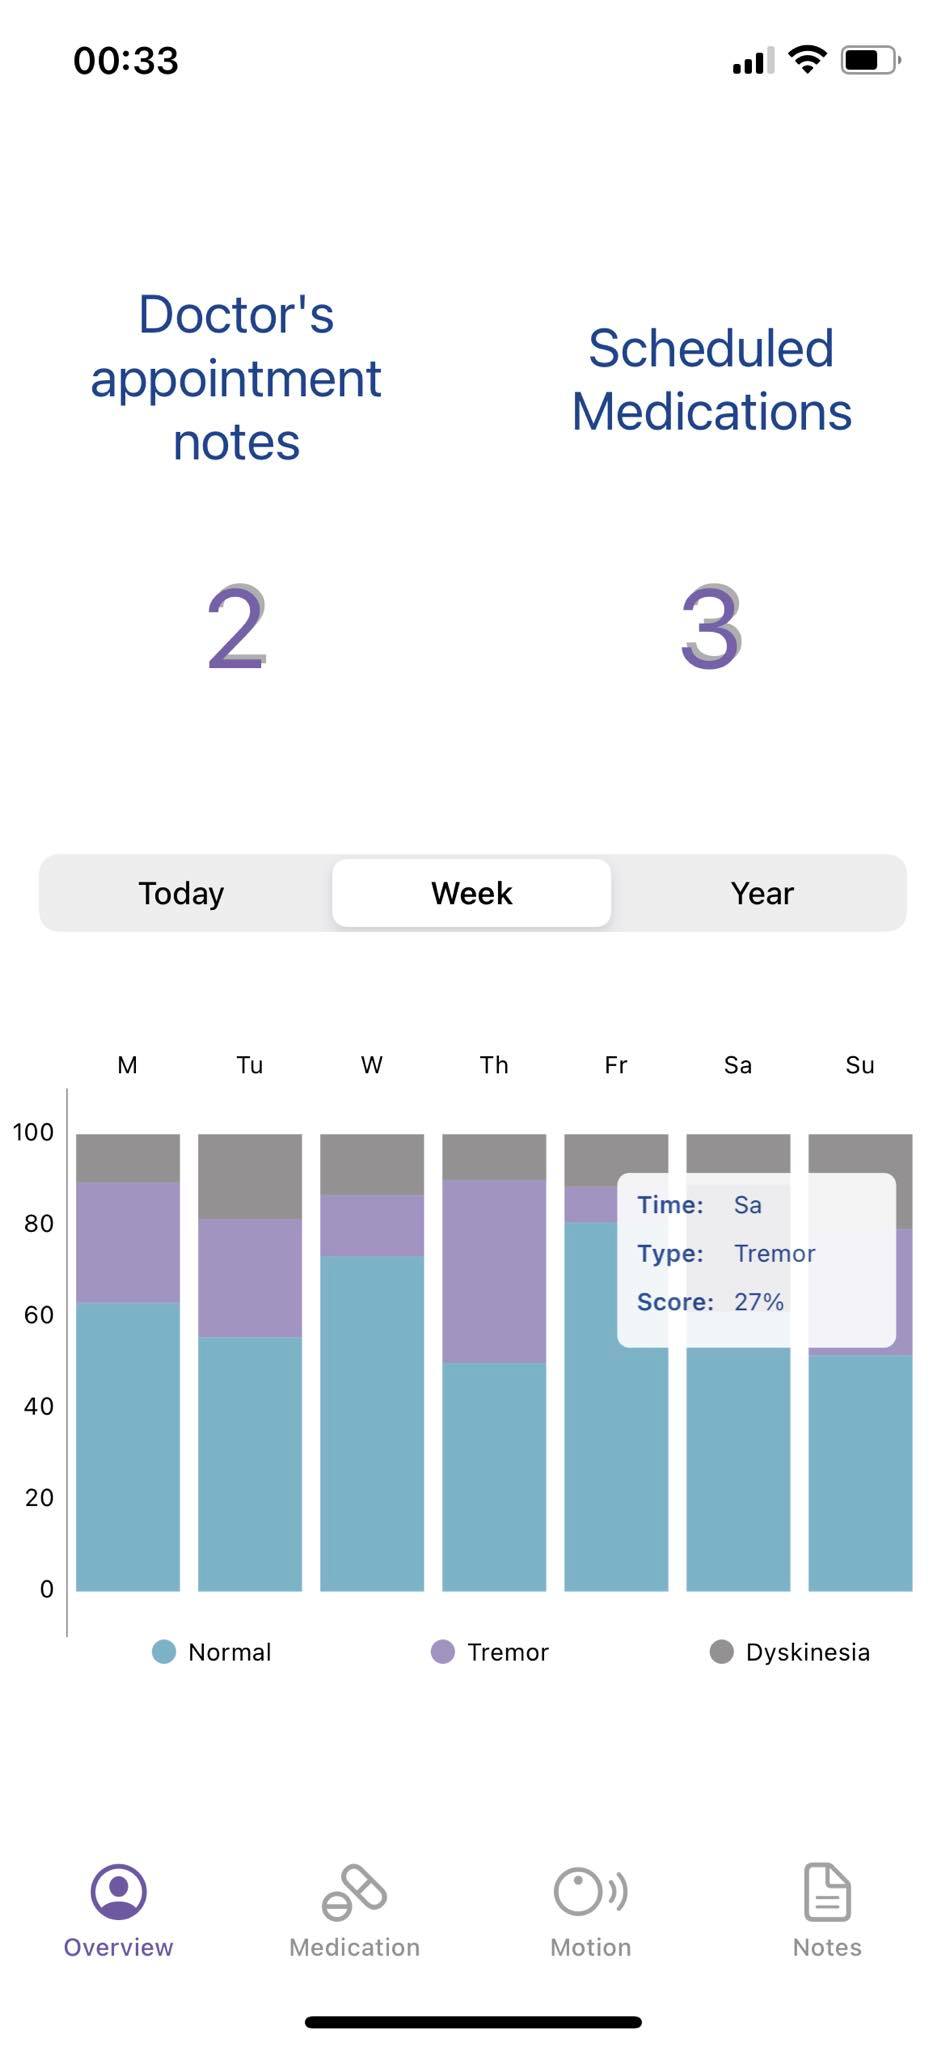 00:33
Doctor's
appointment
notes
Scheduled
Medications
2
3
Today
Week
Year
M Tu W Th Fr Sa Su
100
80
60
40
20
0
Time: Sa
Type: Tremor
Score: 27%
Normal
Tremor
Dyskinesia
Overview
Medication
Motion
Notes